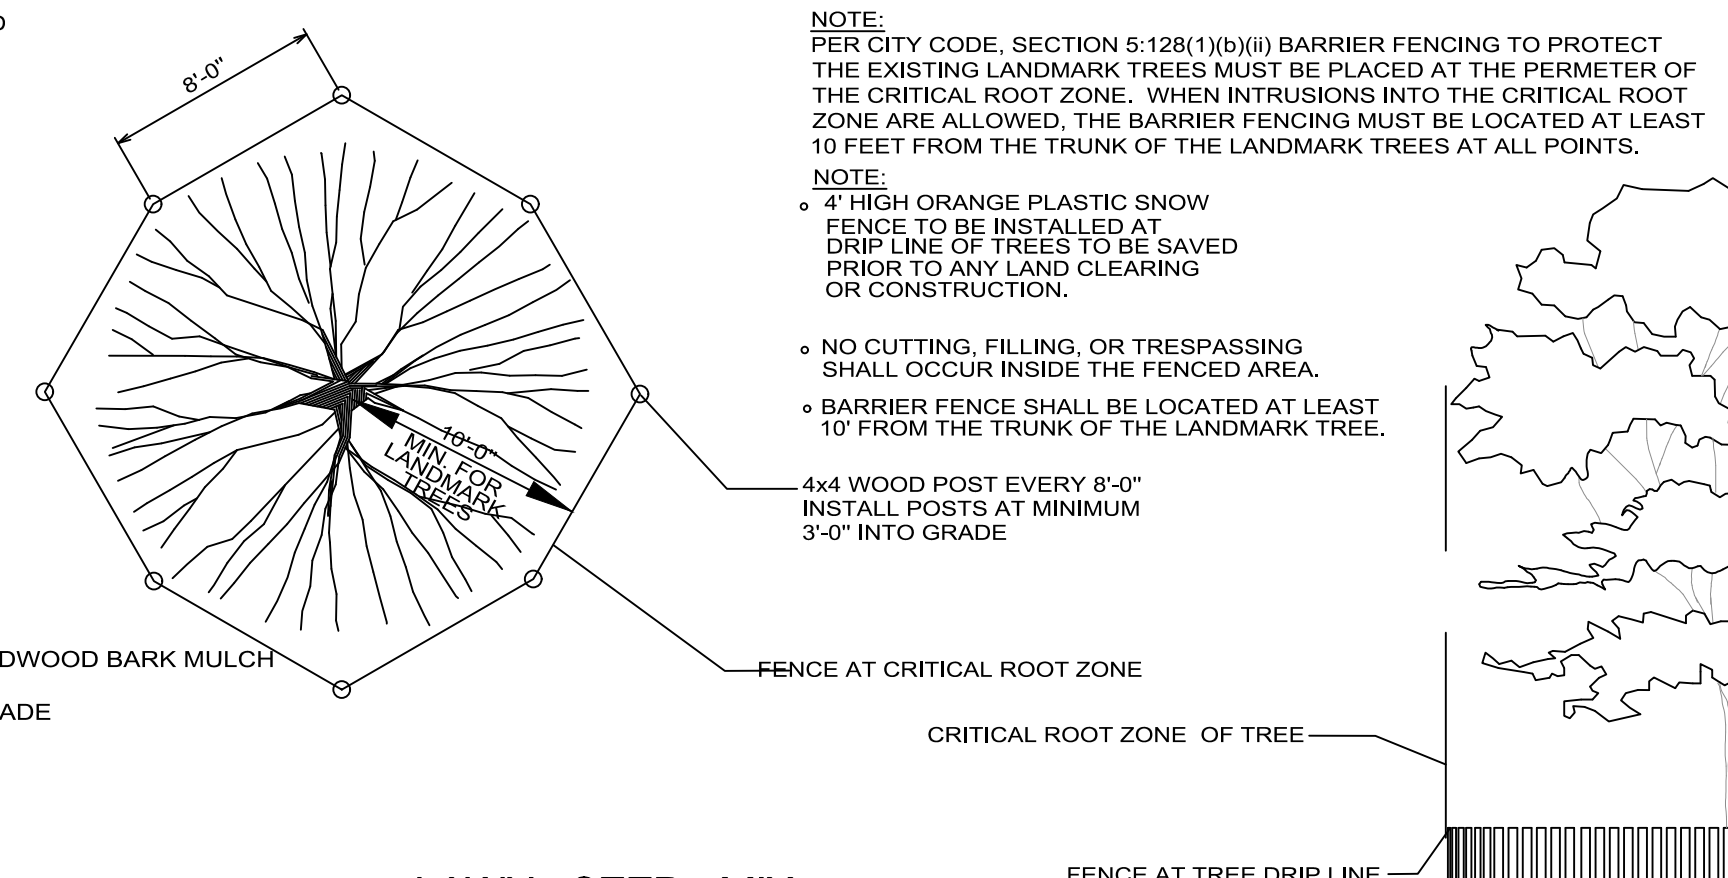 8'-0"
NOTE:
PER CITY CODE, SECTION 5:128(1)(b)(ii) BARRIER FENCING TO PROTECT
THE EXISTING LANDMARK TREES MUST BE PLACED AT THE PERMETER OF
THE CRITICAL ROOT ZONE. WHEN INTRUSIONS INTO THE CRITICAL ROOT
ZONE ARE ALLOWED, THE BARRIER FENCING MUST BE LOCATED AT LEAST
10 FEET FROM THE TRUNK OF THE LANDMARK TREES AT ALL POINTS.
NOTE:
4' HIGH ORANGE PLASTIC SNOW
FENCE TO BE INSTALLED AT
DRIP LINE OF TREES TO BE SAVED
PRIOR TO ANY LAND CLEARING
OR CONSTRUCTION.
NO CUTTING, FILLING, OR TRESPASSING
SHALL OCCUR INSIDE THE FENCED AREA.
BARRIER FENCE SHALL BE LOCATED AT LEAST
10' FROM THE TRUNK OF THE LANDMARK TREE.
10'-0"
MIN. FOR
LANDMARK
TREES
4x4 WOOD POST EVERY 8'-0"
INSTALL POSTS AT MINIMUM
3'-0" INTO GRADE
DWOOD BARK MULCH
FENCE AT CRITICAL ROOT ZONE
ADE
CRITICAL ROOT ZONE OF TREE
FENCE AT TREE DRIP LINE